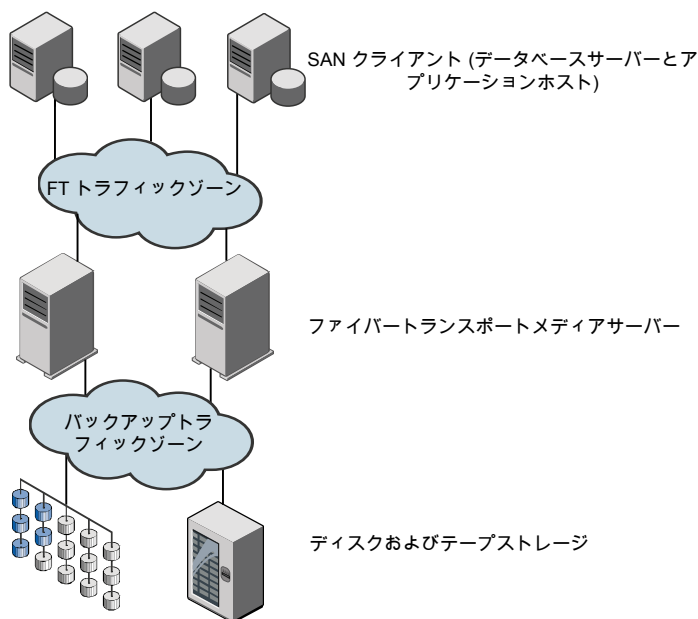 SAN クライアント (データベースサーバーとア
プリケーションホスト)
FT トラフィックゾーン
ファイバートランスポートメディアサーバー
バックアップトラ
フィックゾーン
ディスクおよびテープストレージ